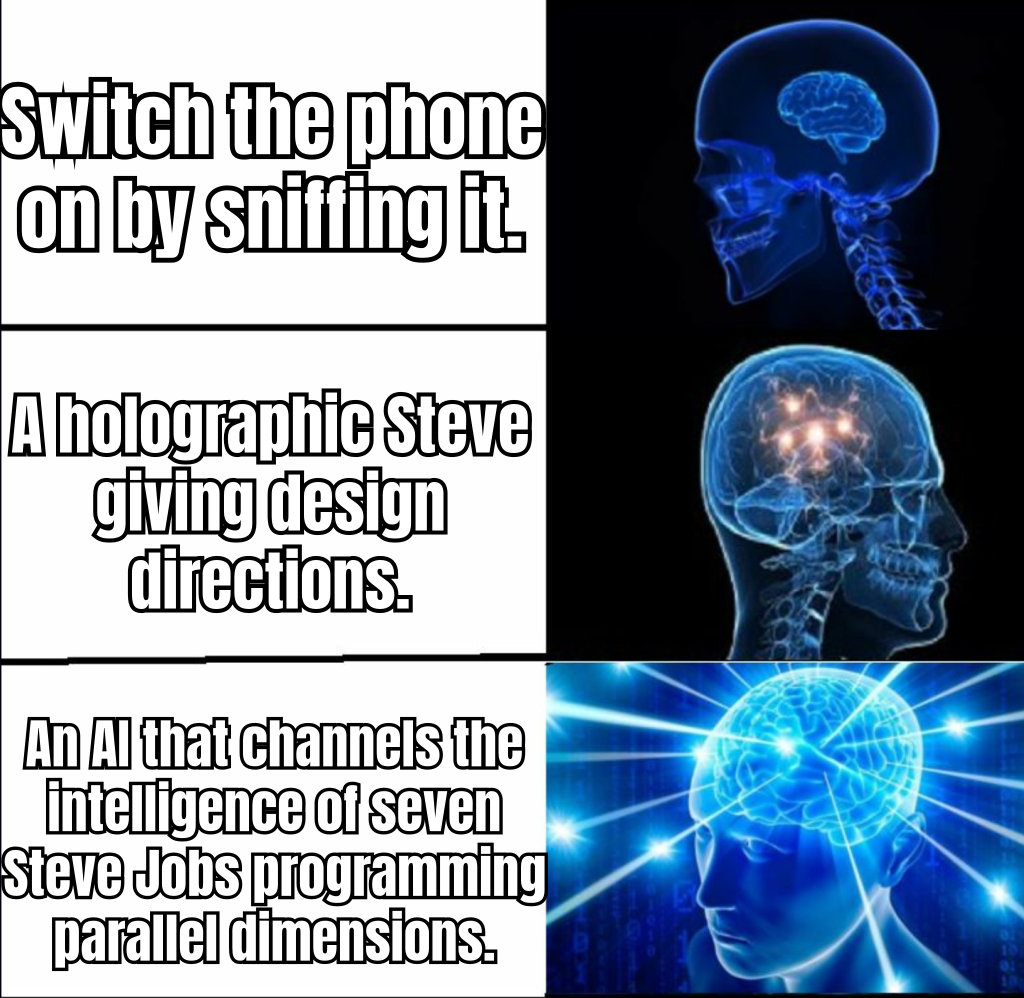 Switch the phone
on by sniffing it.
A holographic Steve
giving design
directions.
An AI that channels the
intelligence of seven
Steve Jobs programming
parallel dimensions.